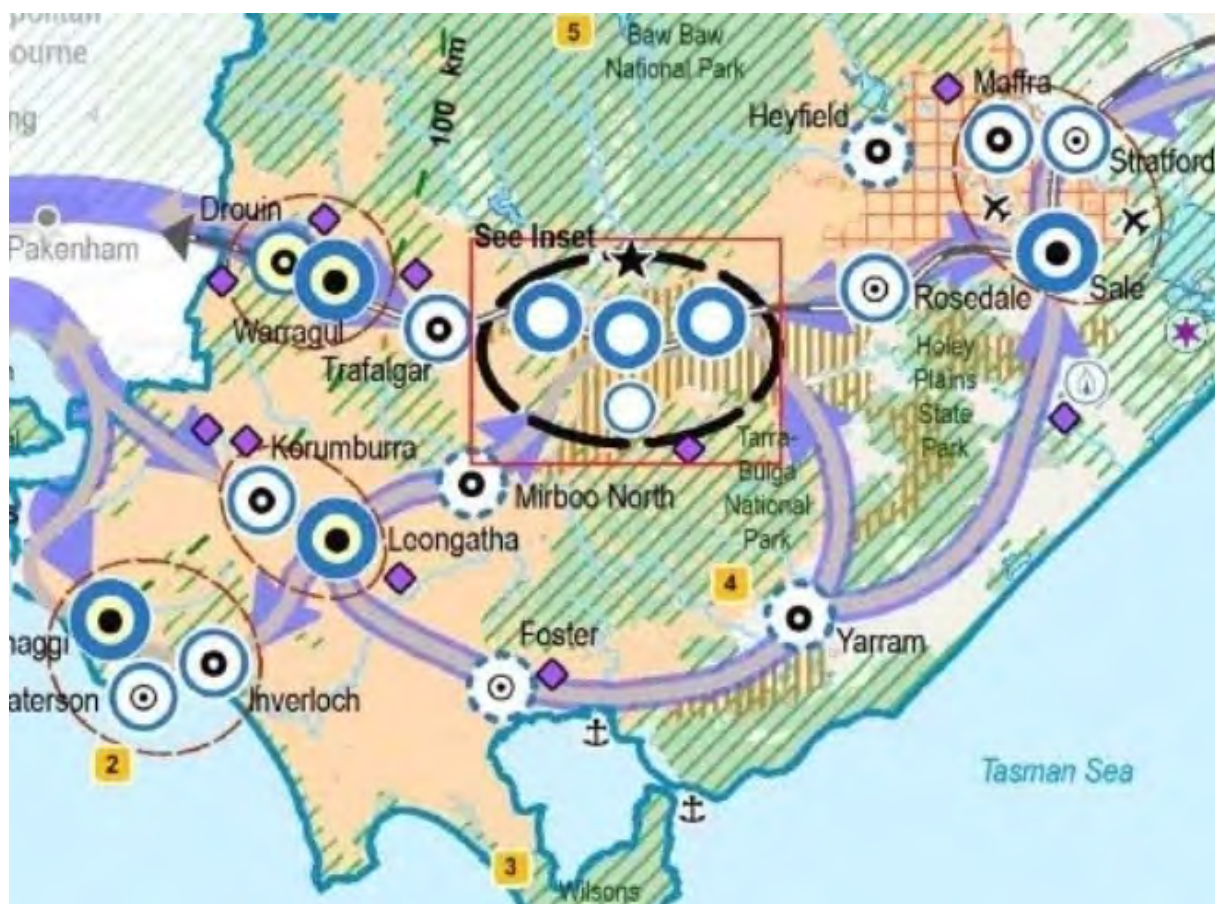 5
Baw Baw
National Park
100 km
Maffra
Heyfield
Stratford
Drouin
See Inset
Pakenham
Warragul
Rosedale
Sale
Trafalgar
Holey
Plains
State
Park
Korumburra
Tarra-
Bulga
National
Park
Mirboo North
Leongatha
4
Foster
Yarram
Inverloch
2
Tasman Sea
3
Wilsons